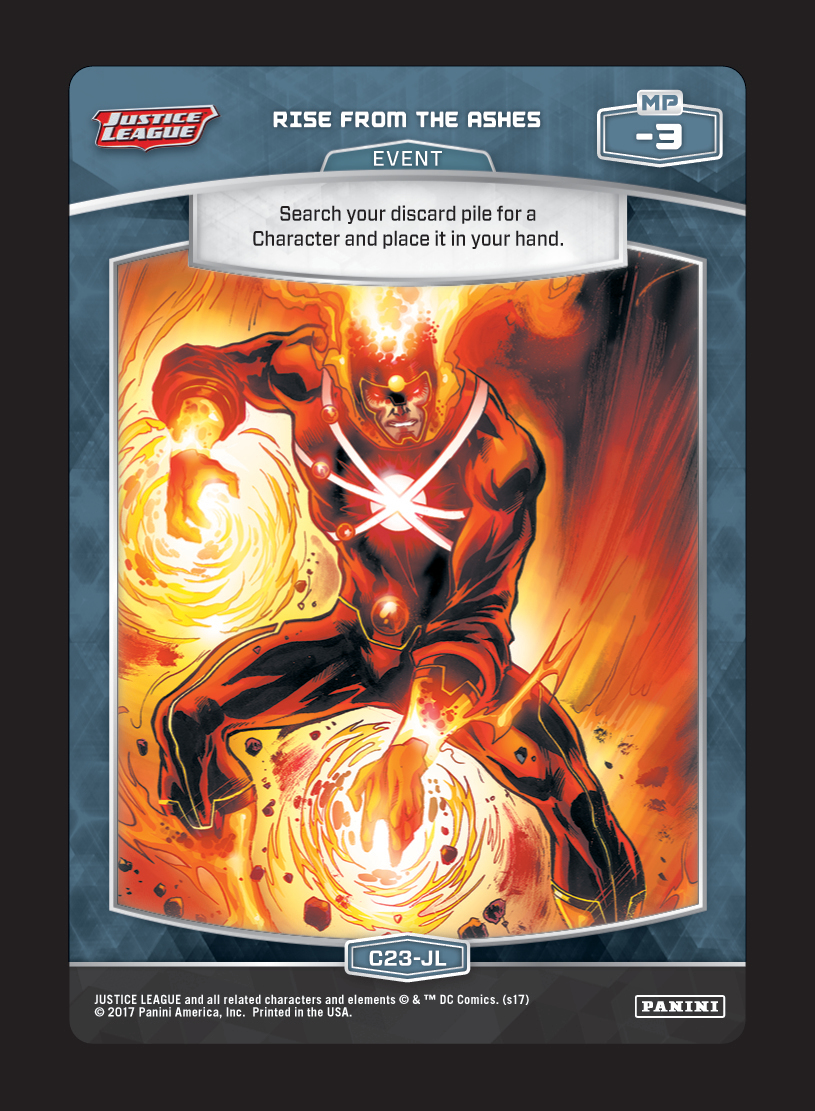 JUSTICE
LEAGUE
RISE FROM THE ASHES
MP
-3
EVENT
Search your discard pile for a
Character and place it in your hand.
C23-JL
JUSTICE LEAGUE and all related characters and elements © & ™ DC Comics. (s17)
© 2017 Panini America, Inc.  Printed in the USA.
PANINI